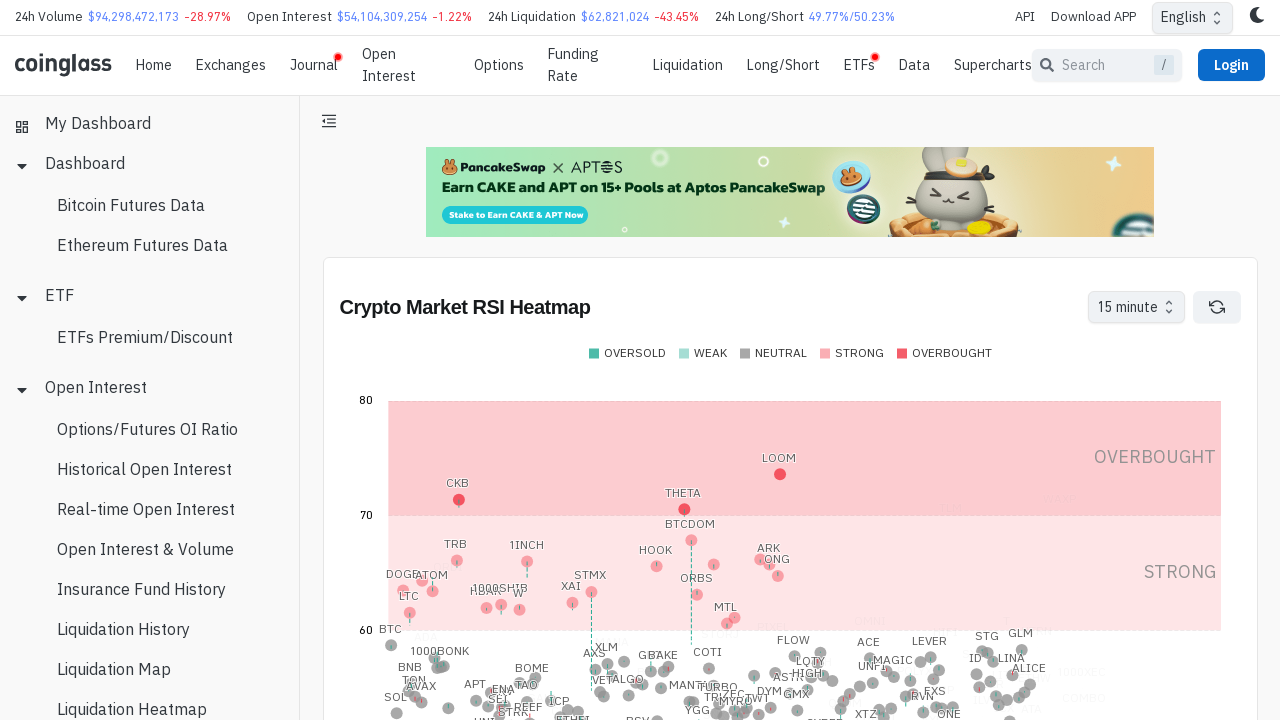 24h Volume $94,298,472,173 -28.97% Open Interest $54,104,309,254 -1.22% 24h Liquidation $62,821,024 -43.45% 24h Long/Short 49.77%/50.23% API Download APP English
coinglass Home Exchanges Journal Open Interest Options Funding Rate Liquidation Long/Short ETFs Data Supercharts Search / Login
My Dashboard
Dashboard
Bitcoin Futures Data
Ethereum Futures Data
ETF
ETFs Premium/Discount
Open Interest
Options/Futures OI Ratio
Historical Open Interest
Real-time Open Interest
Open Interest & Volume
Insurance Fund History
Liquidation History
Liquidation Map
Liquidation Heatmap
PancakeSwap X APTOS
Earn CAKE and APT on 15+ Pools at Aptos PancakeSwap
Stake to Earn CAKE & APT Now
Crypto Market RSI Heatmap 15 minute
OVERSOLD WEAK NEUTRAL STRONG OVERBOUGHT
80
OVERBOUGHT
LOOM
CKB
THETA
70
BTCDOM
TRB 1INCH HOOK ARK
ONG
STRONG
DOGE ATOM STMX ORBS
1000SHIB XAI
LTC W
MTL
60
BTC
GLM
STG
FLOW ACE LEVER
1000BONK XLM AXS CAKE COTI
LOTY MAGIC ID LINA
BNB BOME UNFI ALICE
TON ALGO HIGH ASTR
AVAX APT ENA TAO MANTA TURBO DYM GMX FXS
SOL SEI ICP RVN
REEF YGG MYRO TWT
STRK XTZ ONE
ETHFI